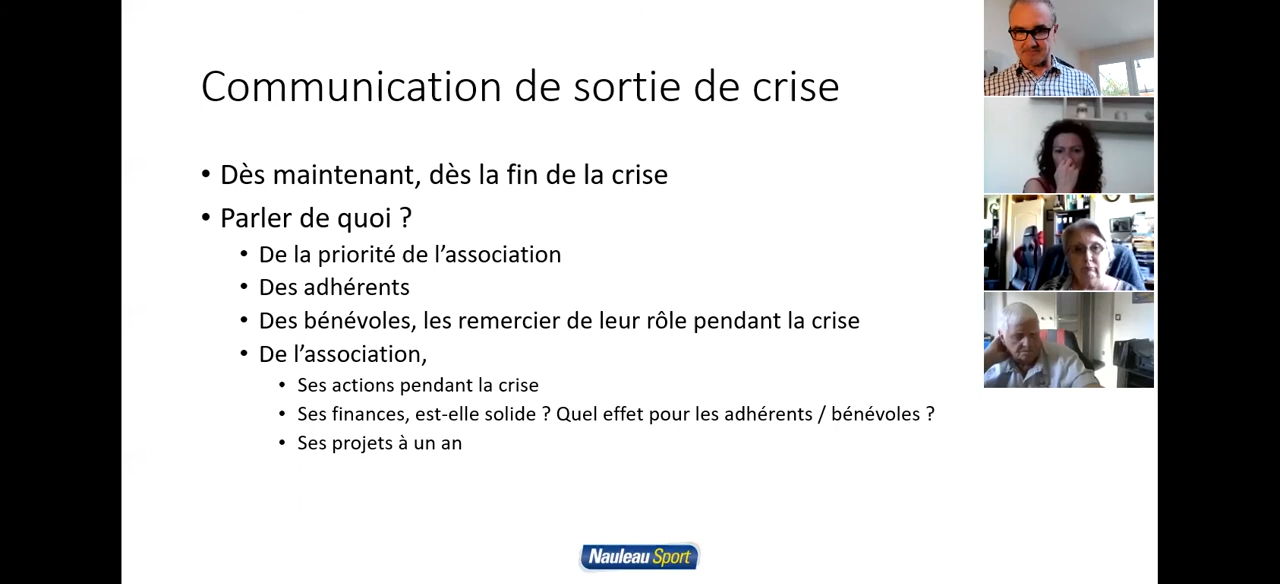 Communication de sortie de crise
• Dès maintenant, dès la fin de la crise
• Parler de quoi ?
• De la priorité de l’association
• Des adhérents
• Des bénévoles, les remercier de leur rôle pendant la crise
• De l’association,
• Ses actions pendant la crise
• Ses finances, est-elle solide ? Quel effet pour les adhérents / bénévoles ?
• Ses projets à un an
Nauleau Sport